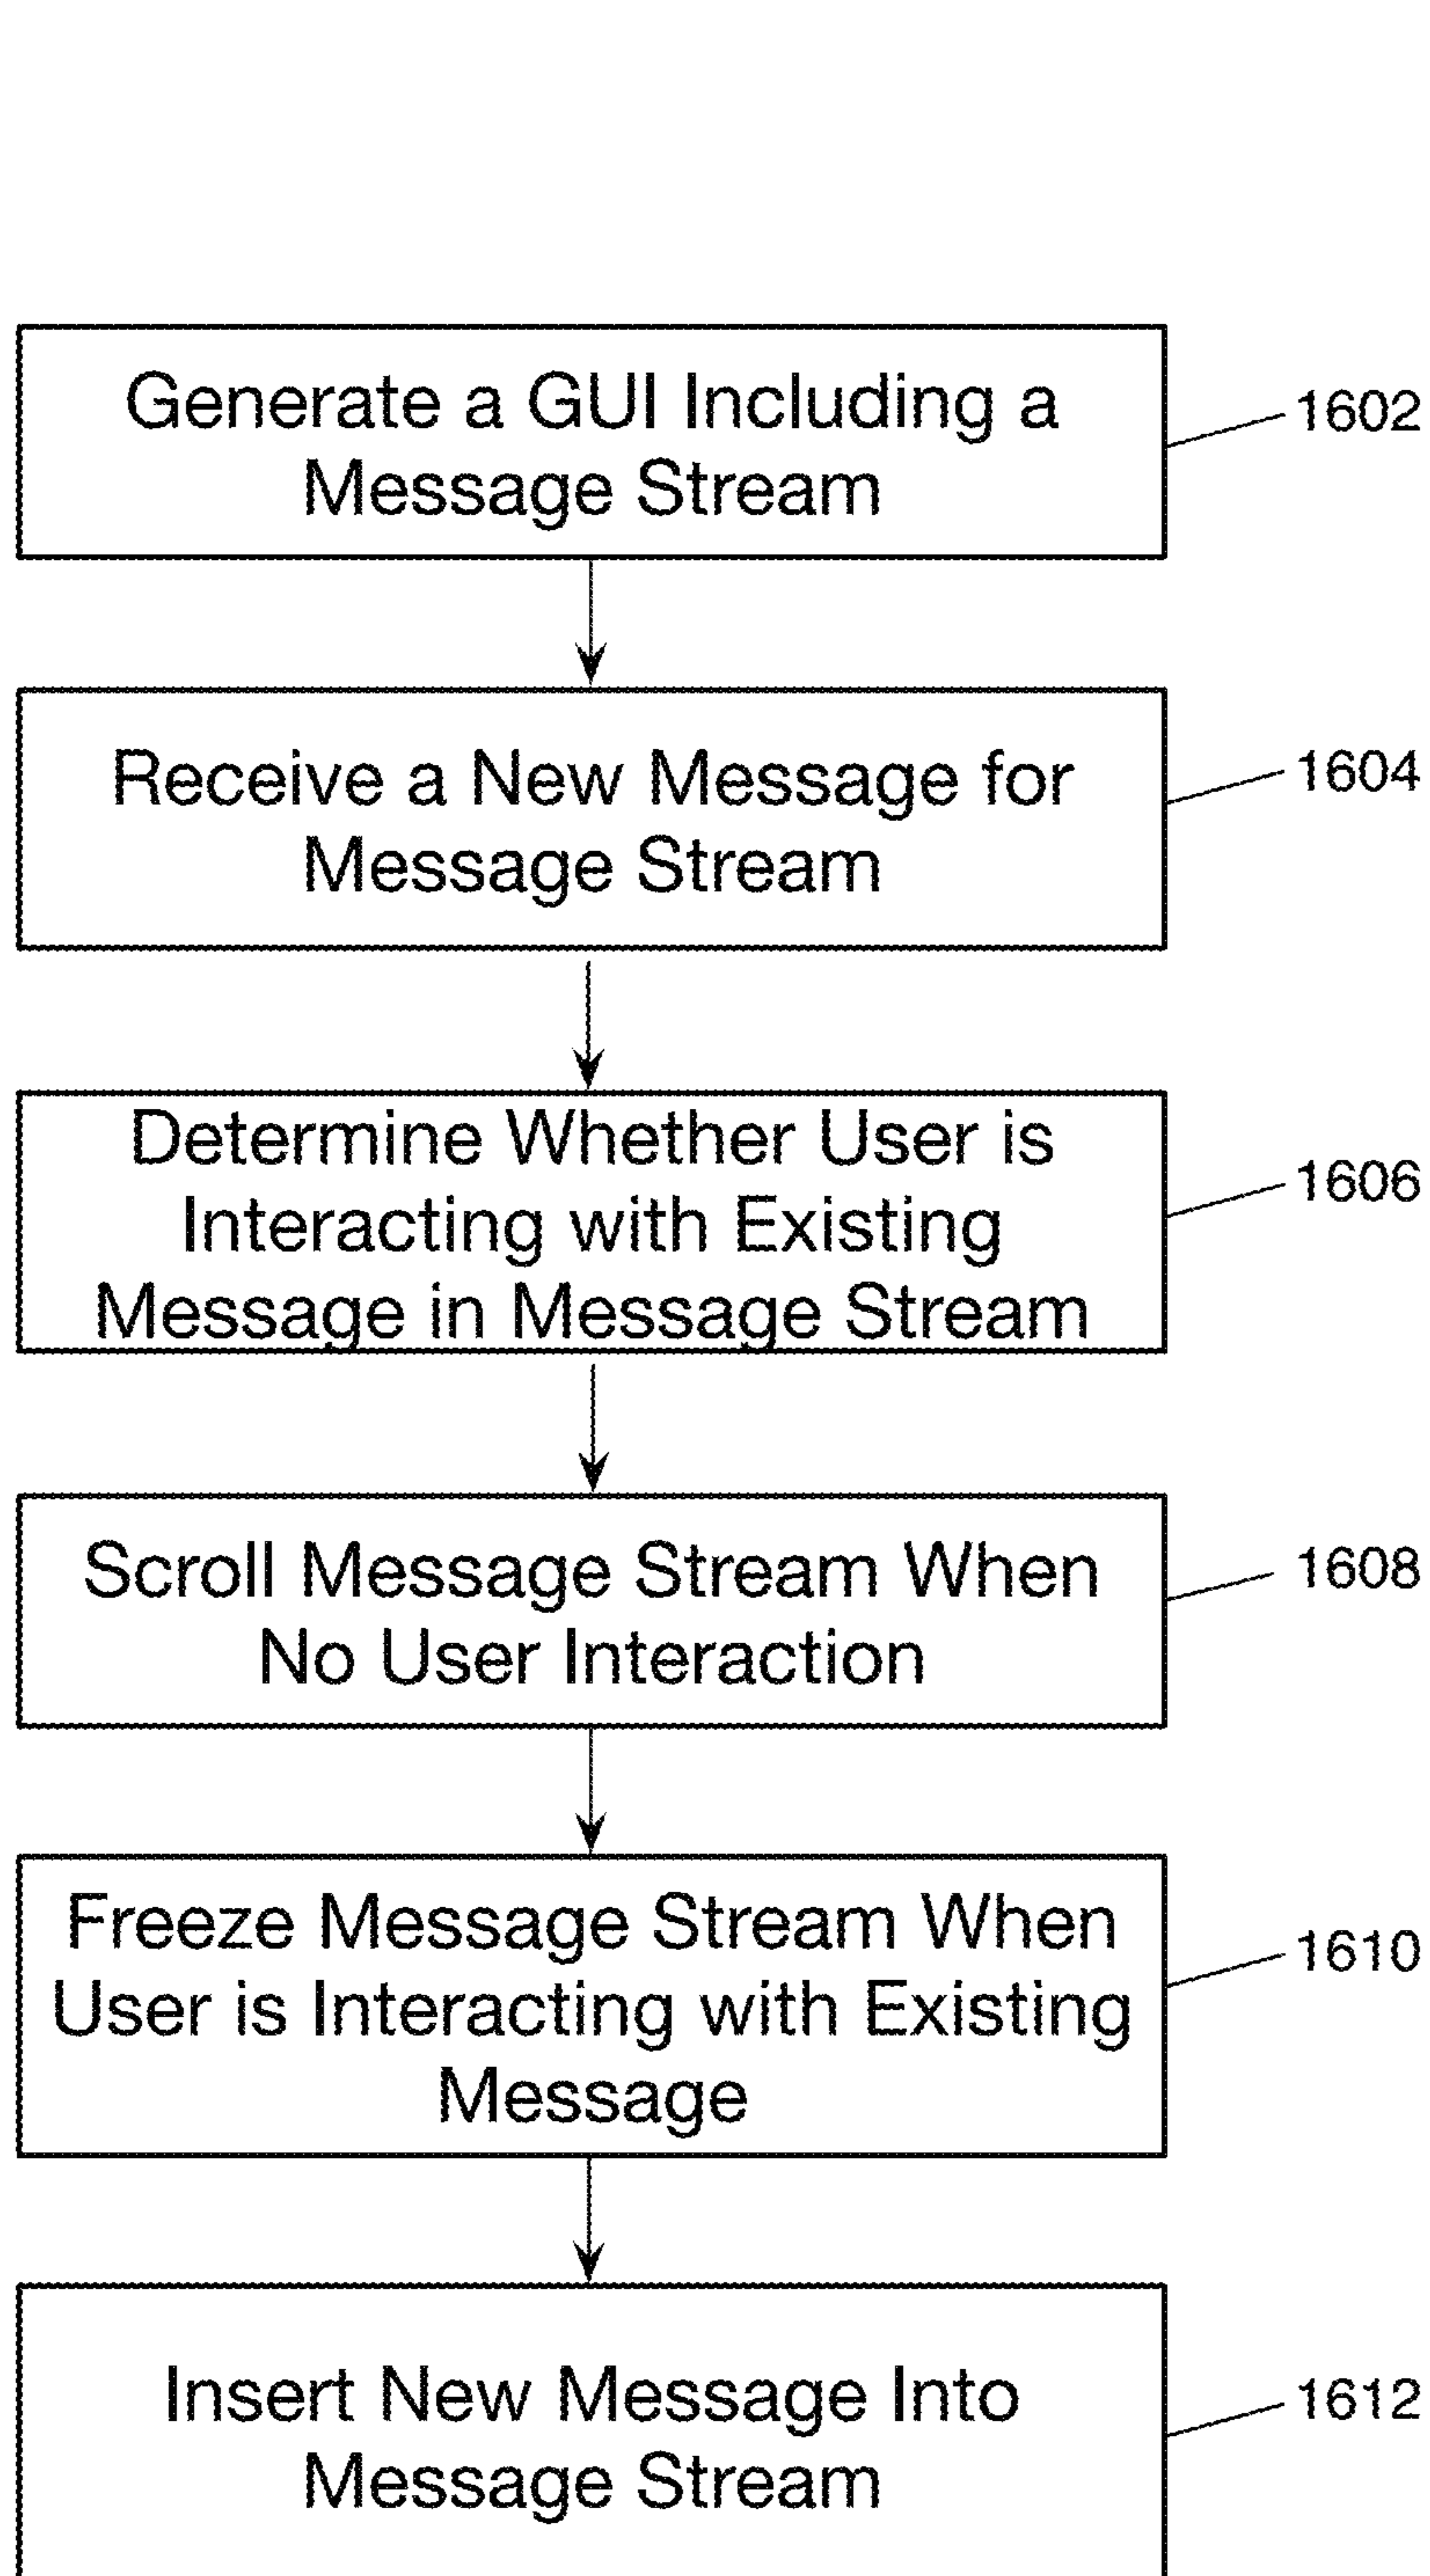 Generate a GUI Including a
Message Stream
1602
Receive a New Message for
Message Stream
1604
Determine Whether User is
Interacting with Existing
Message in Message Stream
1606
Scroll Message Stream When
No User Interaction
1608
Freeze Message Stream When
User is Interacting with Existing
Message
1610
Insert New Message Into
Message Stream
1612